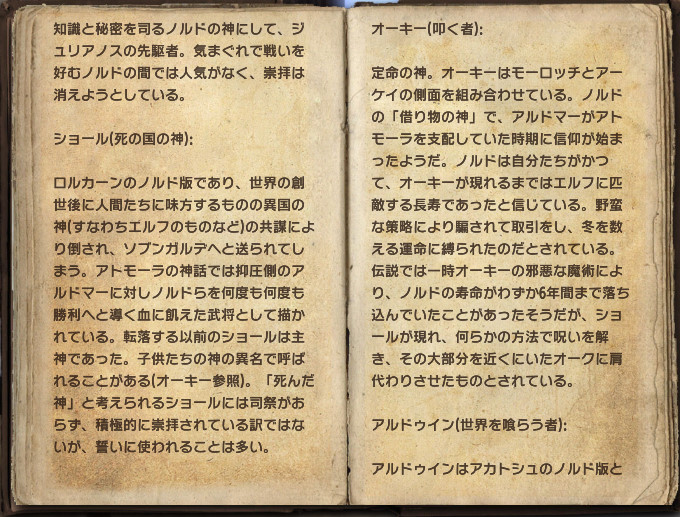 知識と秘密を司るノルドの神にして、ジ
ュリアノスの先駆者。気まぐれで戦いを
好むノルドの間では人気がなく、崇拝は
消えようとしている。
ショール(死の国の神):
ロルカーンのノルド版であり、世界の創
世後に人間たちに味方するものの異国の
神(すなわちエルフのものなど)の共謀によ
り倒され、ソブンガルデへと送られてし
まう。アトモーラの神話では抑圧側のア
ルドマーに対しノルドらを何度も何度も
勝利へと導く血に飢えた武将として描か
れている。転落する以前のショールは主
神であった。子供たちの神の異名で呼ば
れることがある(オーキー参照)。「死んだ
神」と考えられるショールには司祭がお
らず、積極的に崇拝されている訳ではな
いが、誓いに使われることは多い。
オーキー(叩く者):
定命の神。オーキーはモーロッチとアー
ケイの側面を組み合わせている。ノルド
の「借り物の神」で、アルドマーがアト
モーラを支配していた時期に信仰が始ま
ったようだ。ノルドは自分たちがかつ
て、オーキーが現れるまではエルフに匹
敵する長寿であったと信じている。野蛮
な策略により騙されて取引をし、冬を数
える運命に縛られたのだとされている。
伝説では一時オーキーの邪悪な魔術によ
り、ノルドの寿命がわずか6年間まで落ち
込んでいたことがあったそうだが、ショ
ールが現れ、何らかの方法で呪いを解
き、その大部分を近くにいたオークに肩
代わりさせたものとされている。
アルドゥイン(世界を喰らう者):
アルドゥインはアカトシュのノルド版と